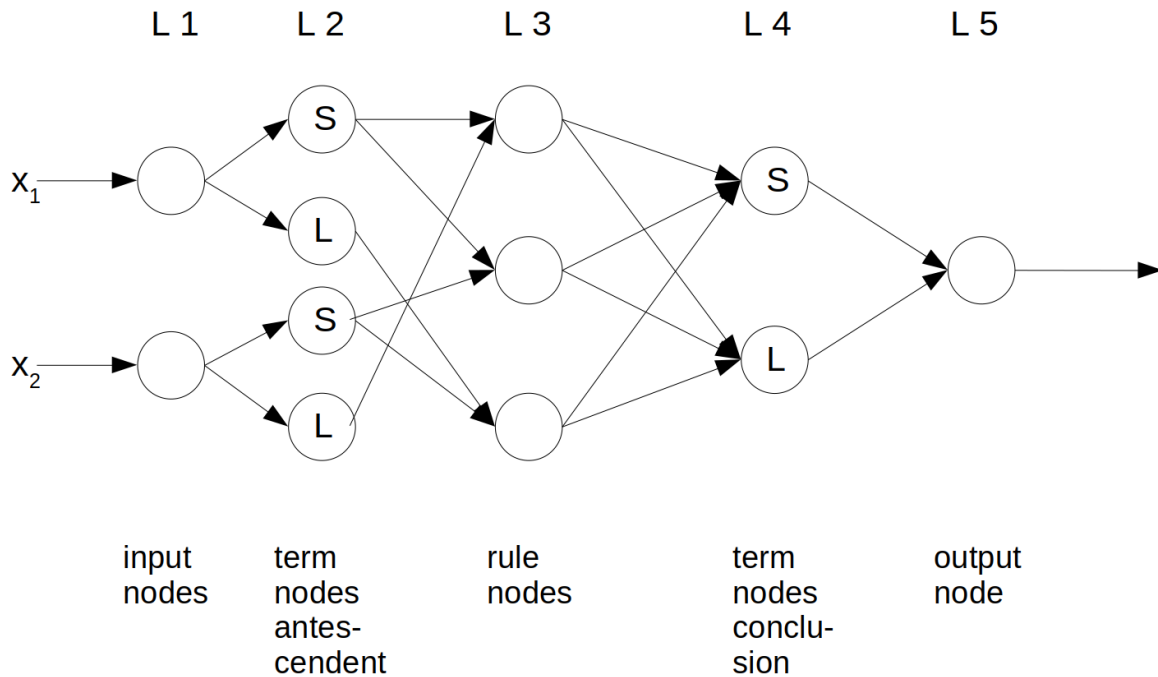 L 1 L 2 L 3 L 4 L 5
S
x1
S
L
S
L
x2
L
input nodes
term nodes antes-cendent
rule nodes
term nodes conclu-sion
output node